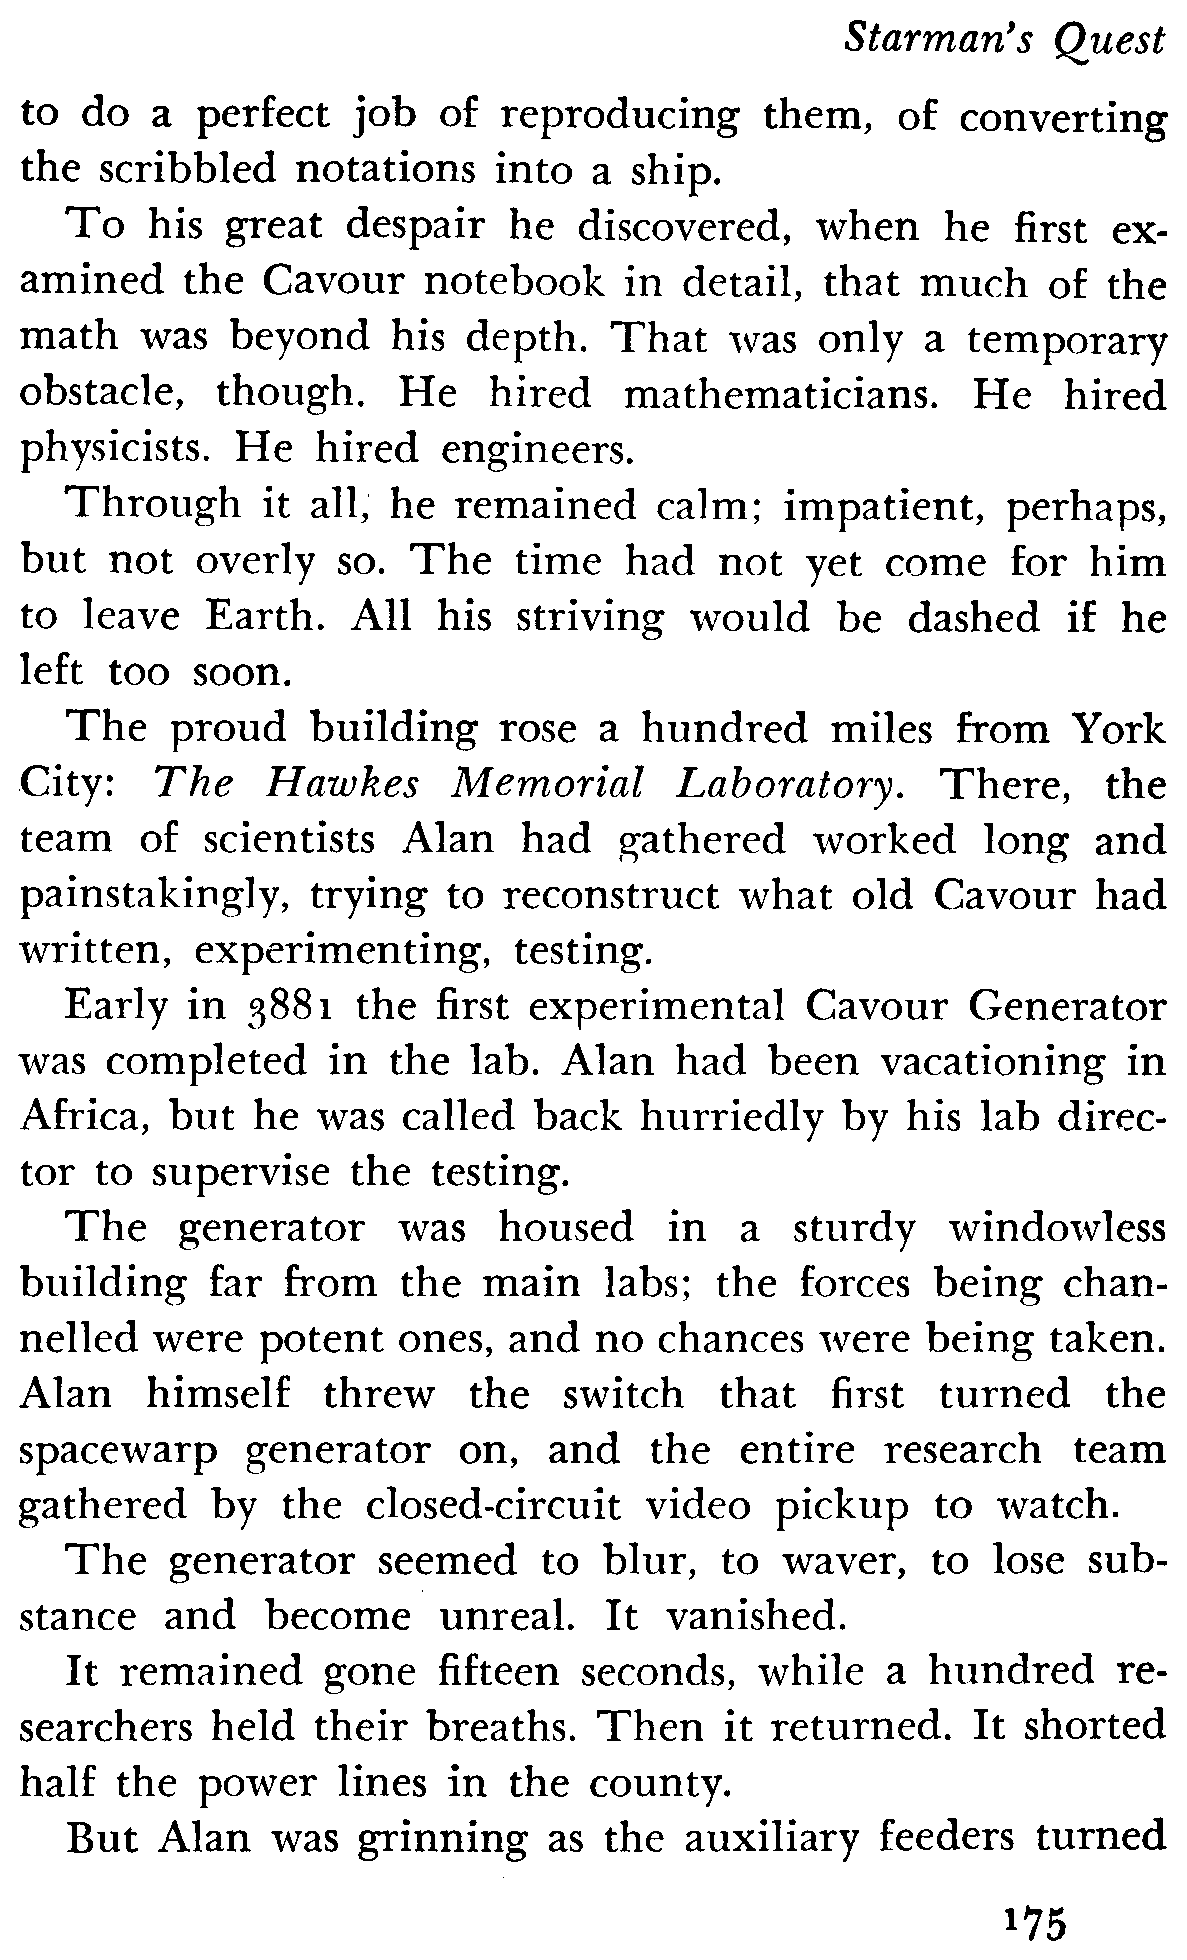 Starman's Quest
to do a perfect job of reproducing them, of converting
the scribbled notations into a ship.
To his great despair he discovered, when he first ex-
amined the Cavour notebook in detail, that much of the
math was beyond his depth. That was only a temporary
obstacle, though. He hired mathematicians. He hired
physicists. He hired engineers.
Through it all, he remained calm; impatient, perhaps,
but not overly so. The time had not yet come for him
to leave Earth. All his striving would be dashed if he
left too soon.
The proud building rose a hundred miles from York
City: The Hawkes Memorial Laboratory. There, the
team of scientists Alan had gathered worked long and
painstakingly, trying to reconstruct what old Cavour had
written, experimenting, testing.
Early in 3881 the first experimental Cavour Generator
was completed in the lab. Alan had been vacationing in
Africa, but he was called back hurriedly by his lab direc-
tor to supervise the testing.
The generator was housed in a sturdy windowless
building far from the main labs; the forces being chan-
nelled were potent ones, and no chances were being taken.
Alan himself threw the switch that first turned the
spacewarp generator on, and the entire research team
gathered by the closed-circuit video pickup to watch.
The generator seemed to blur, to waver, to lose sub-
stance and become unreal. It vanished.
It remained gone fifteen seconds, while a hundred re-
searchers held their breaths. Then it returned. It shorted
half the power lines in the county.
But Alan was grinning as the auxiliary feeders turned
175